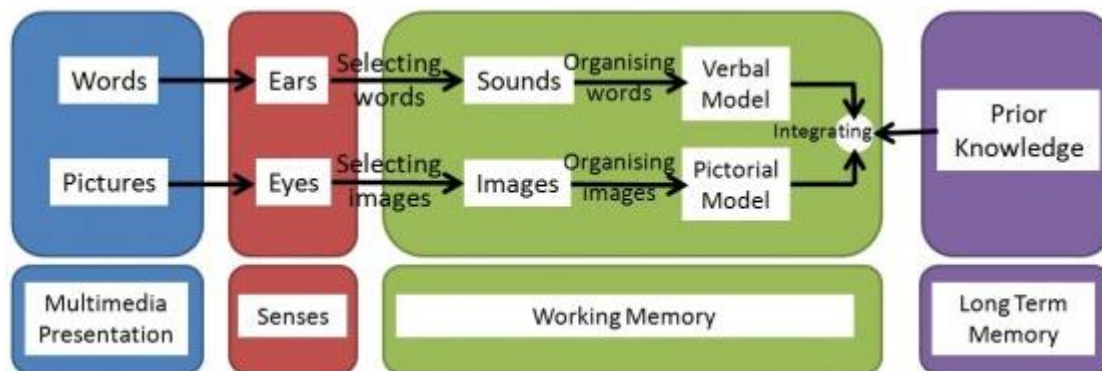 Words
Ears
Selecting
words
Sounds
Organising
words
Verbal
Model
Integrating
Prior
Knowledge
Pictures
Eyes
Selecting
images
Images
Organising
images
Pictorial
Model
Multimedia
Presentation
Senses
Working Memory
Long Term
Memory